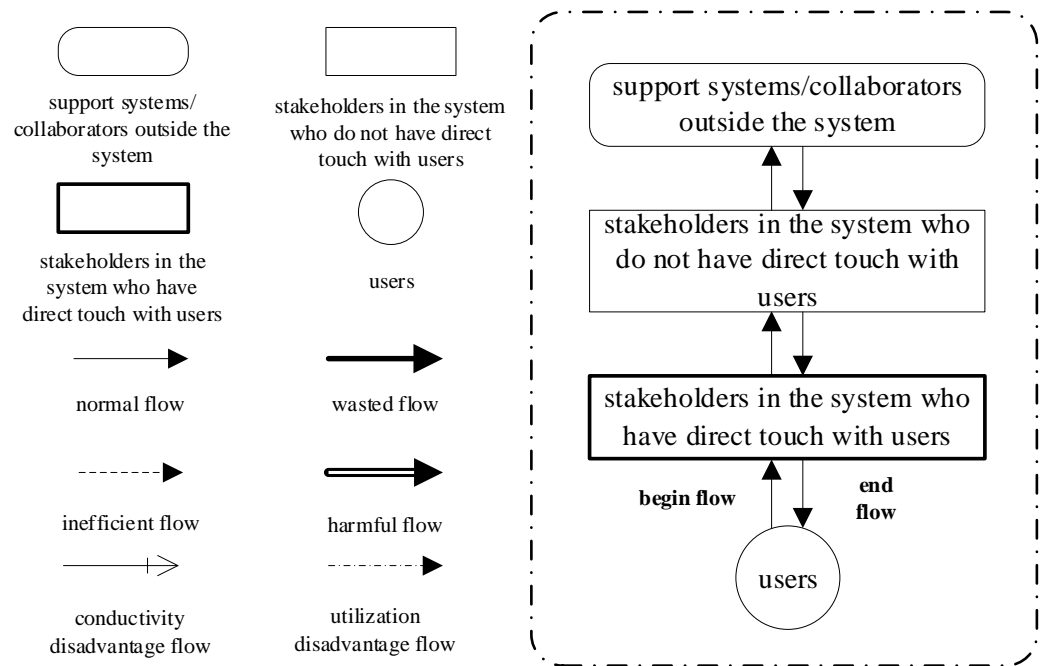 support systems/
collaborators outside the
system
stakeholders in the system
who do not have direct
touch with users
stakeholders in the
system who have
direct touch with users
users
normal flow
wasted flow
inefficient flow
harmful flow
conductivity
disadvantage flow
utilization
disadvantage flow
support systems/collaborators
outside the system
stakeholders in the system who
do not have direct touch with
users
stakeholders in the system who
have direct touch with users
begin flow
end
flow
users